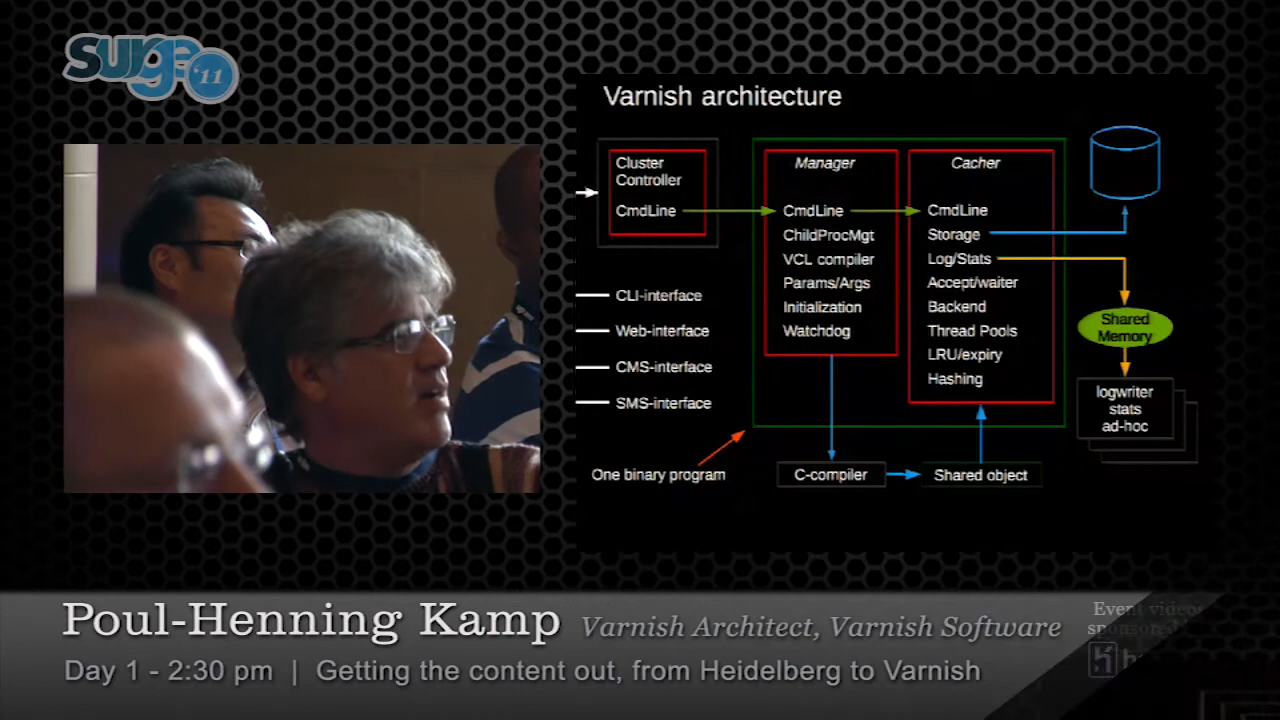 surge '11
Varnish architecture
Cluster
Controller
CmdLine
CLI-interface
Web-interface
CMS-interface
SMS-interface
One binary program
Manager
CmdLine
ChildProcMgt
VCL compiler
Params/Args
Initialization
Watchdog
C-compiler
Cacher
CmdLine
Storage
Log/Stats
Accept/waiter
Backend
Thread Pools
LRU/expiry
Hashing
Shared object
Shared
Memory
logwriter
stats
ad-hoc
Poul-Henning Kamp Varnish Architect, Varnish Software
Day 1 - 2:30 pm | Getting the content out, from Heidelberg to Varnish
Event videos
sponsored